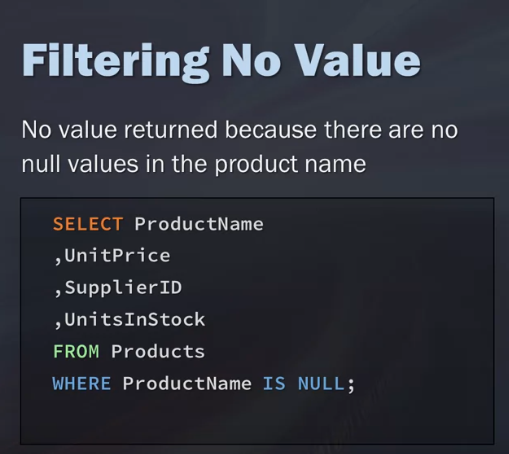 Filtering No Value
No value returned because there are no
null values in the product name
SELECT ProductName
,UnitPrice
,SupplierID
,UnitsInStock
FROM Products
WHERE ProductName IS NULL;